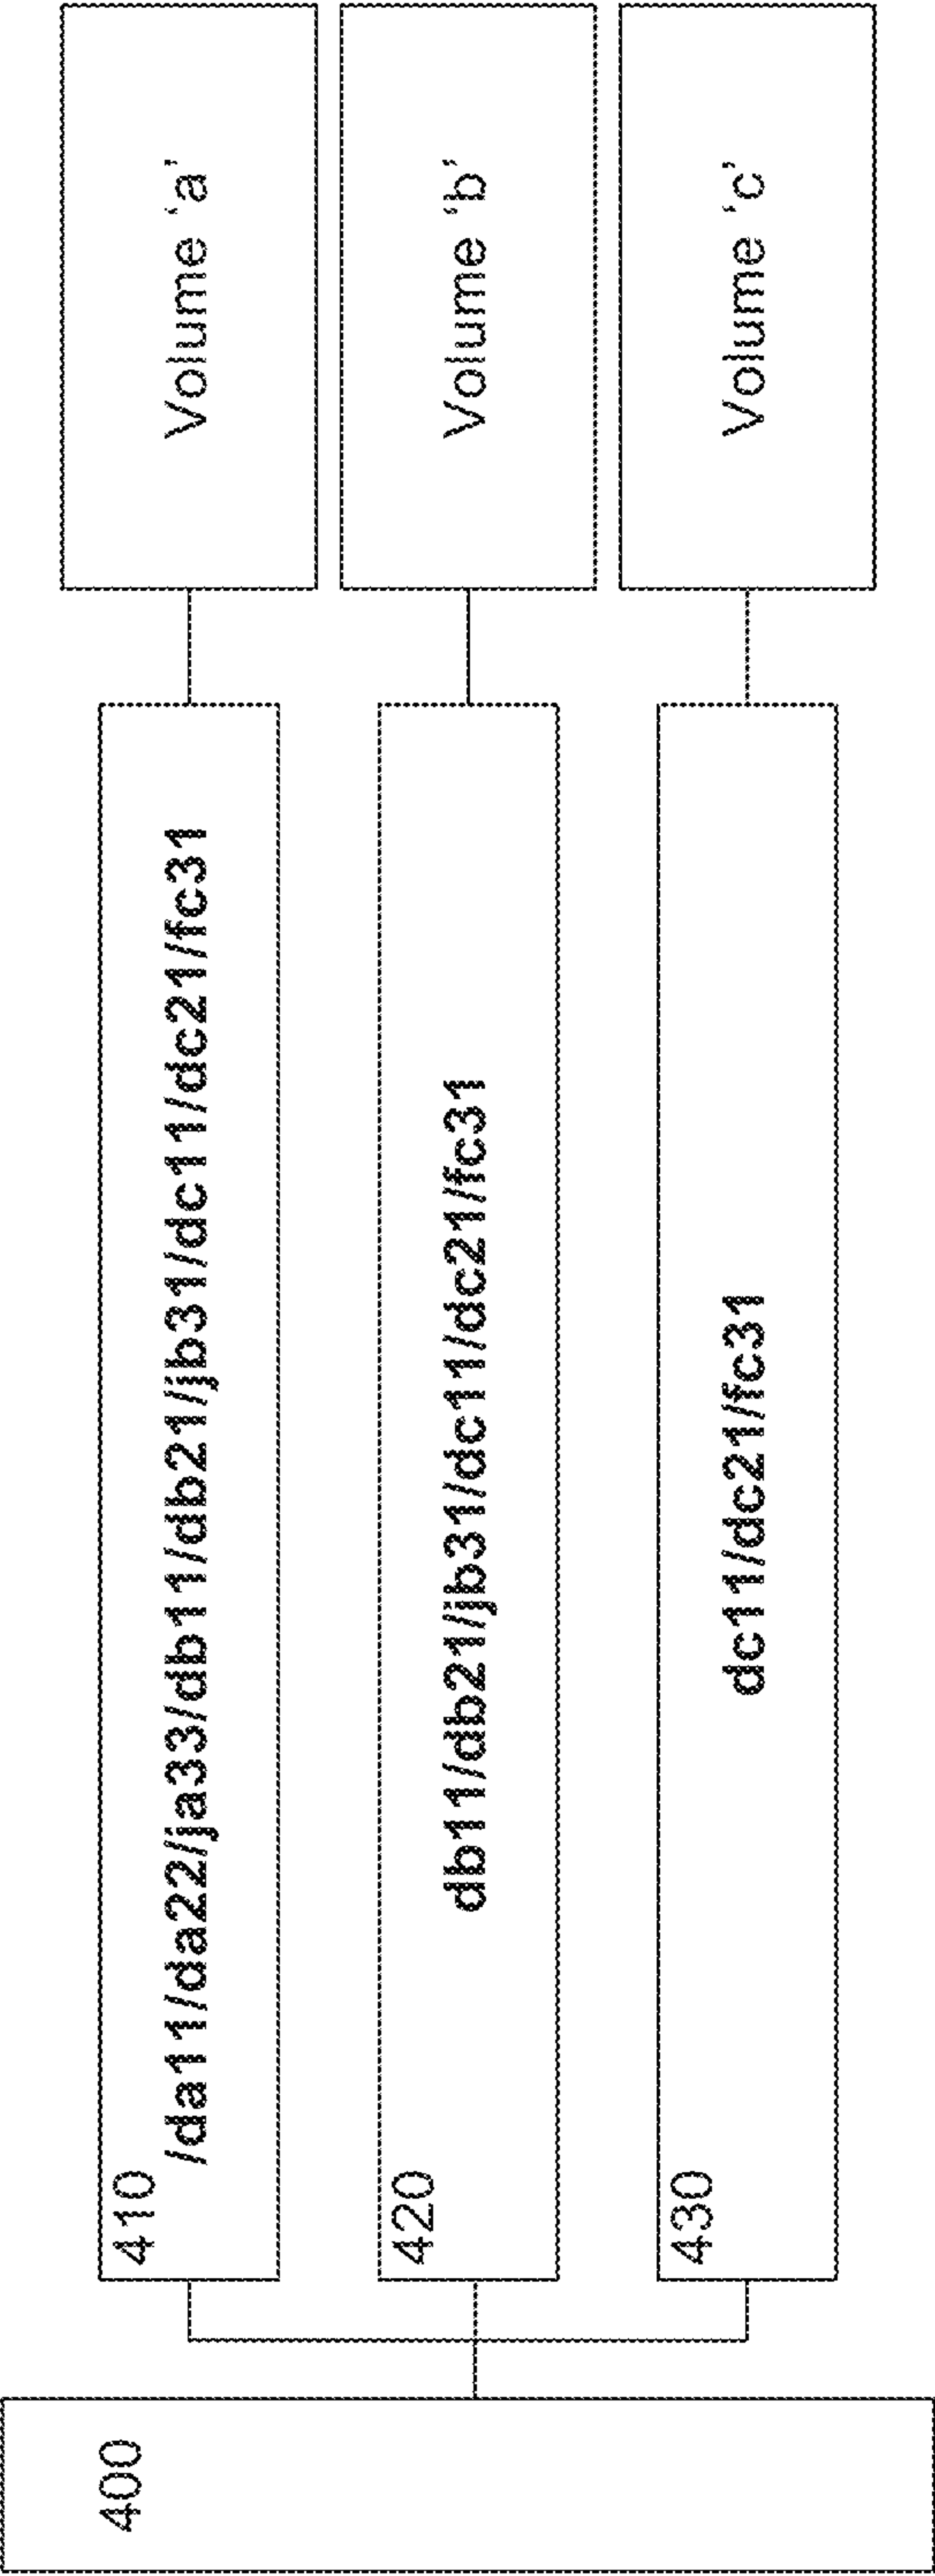 400
410
/da11/da22/ja33/db11/db21/jb31/dc11/dc21/fc31
Volume ‘a’
420
db11/db21/jb31/dc11/dc21/fc31
Volume ‘b’
430
dc11/dc21/fc31
Volume ‘c’